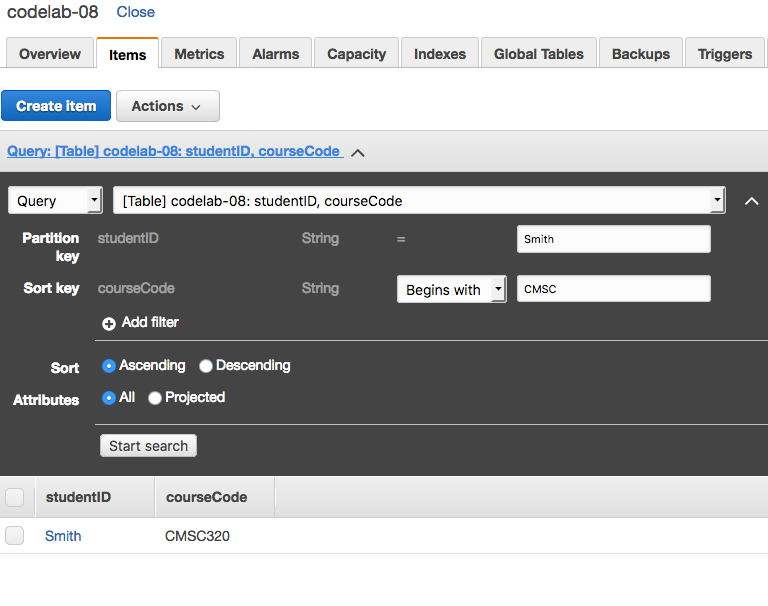 codelab-08 Close
Overview Items Metrics Alarms Capacity Indexes Global Tables Backups Triggers
Create item Actions
Query: [Table] codelab-08: studentID, courseCode
Query [Table] codelab-08: studentID, courseCode
Partition key studentID String = Smith
Sort key courseCode String Begins with CMSC
Add filter
Sort Ascending Descending
Attributes All Projected
Start search
studentID courseCode
Smith CMSC320